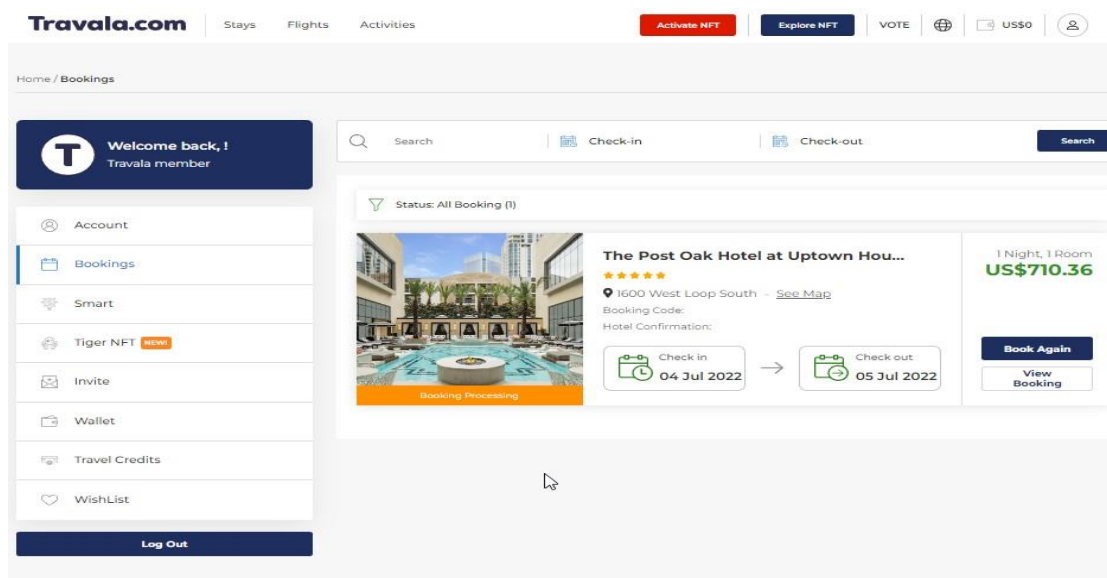 Travala.com
Stays Flights Activities
Activate NFT
Explore NFT
VOTE
US$0
Home / Bookings
T
Welcome back, !
Travala member
Account
Bookings
Smart
Tiger NFT NEW!
Invite
Wallet
Travel Credits
WishList
Log Out
Search
Check-in
Check-out
Search
Status: All Booking (1)
Booking Processing
The Post Oak Hotel at Uptown Hou...
1600 West Loop South - See Map
Booking Code:
Hotel Confirmation:
Check in
04 Jul 2022
Check out
05 Jul 2022
1 Night, 1 Room
US$710.36
Book Again
View
Booking